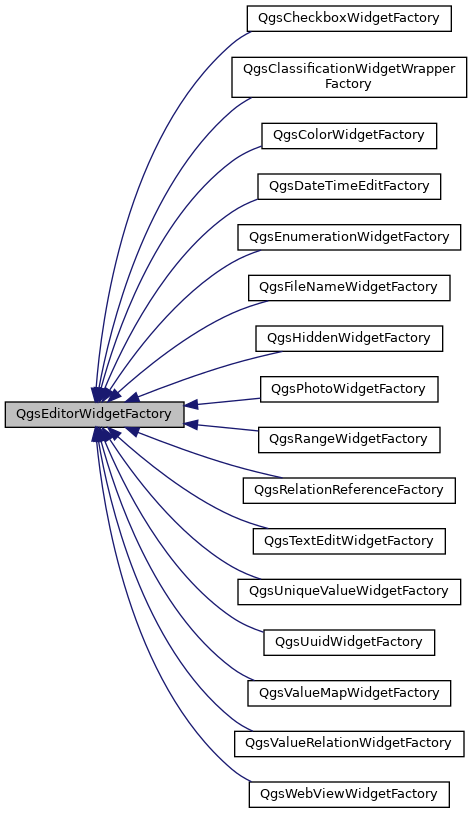 QgsCheckboxWidgetFactory
QgsClassificationWidgetWrapper
Factory
QgsColorWidgetFactory
QgsDateTimeEditFactory
QgsEnumerationWidgetFactory
QgsFileNameWidgetFactory
QgsHiddenWidgetFactory
QgsPhotoWidgetFactory
QgsEditorWidgetFactory
QgsRangeWidgetFactory
QgsRelationReferenceFactory
QgsTextEditWidgetFactory
QgsUniqueValueWidgetFactory
QgsUuidWidgetFactory
QgsValueMapWidgetFactory
QgsValueRelationWidgetFactory
QgsWebViewWidgetFactory